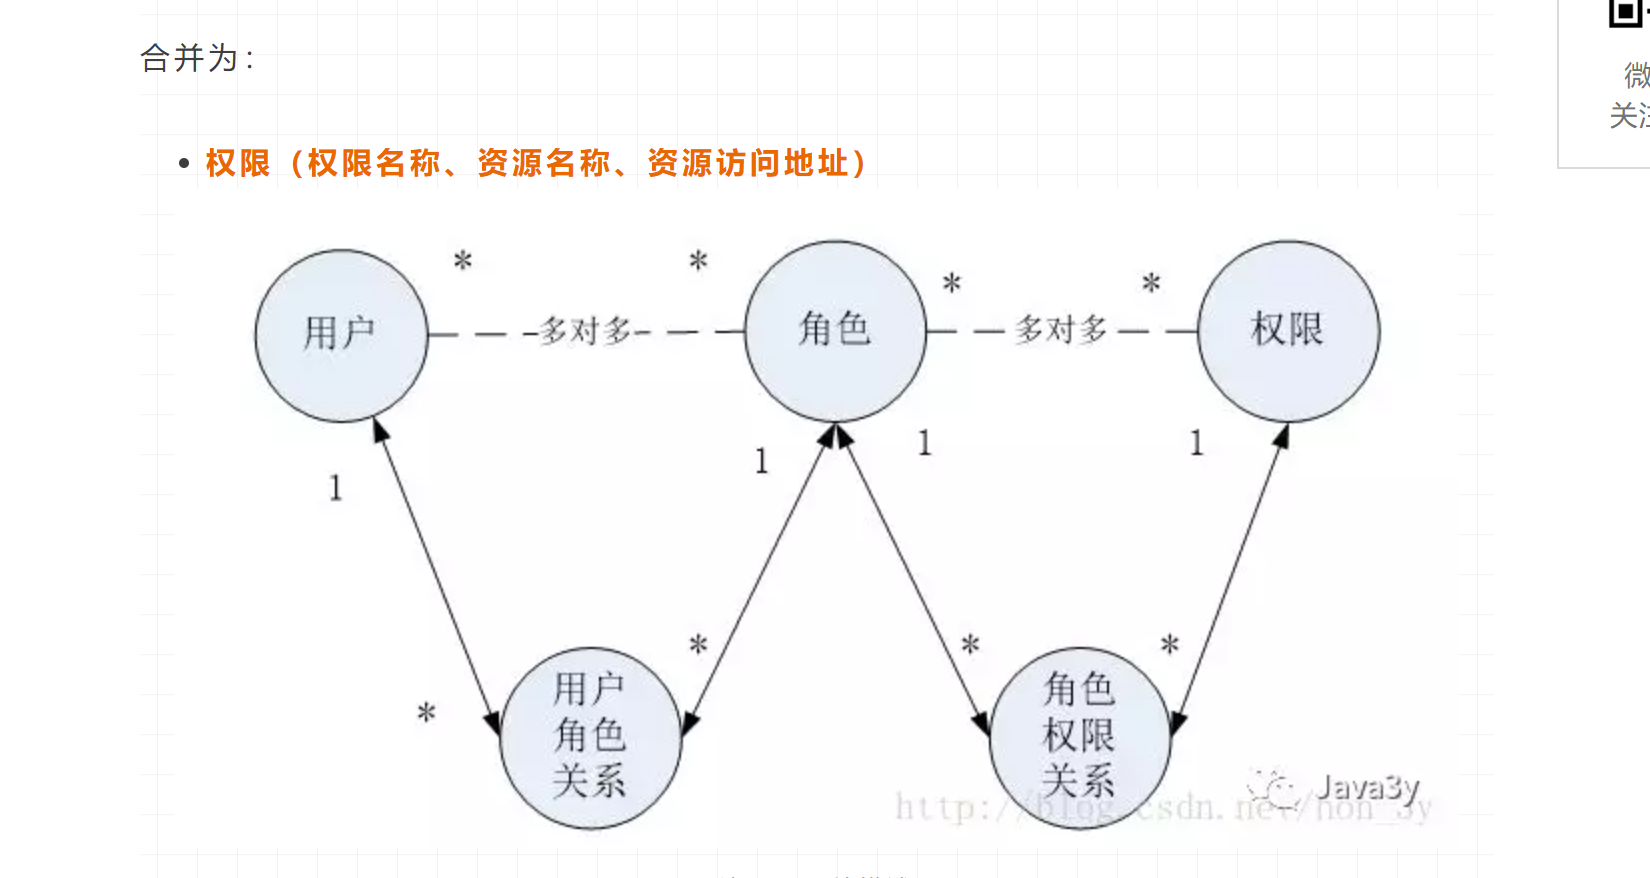 合并为：
微
关注
• 权限（权限名称、资源名称、资源访问地址）
* * * *
用户 多对多 角色 多对多 权限
1 1 1 1
* * * *
用户
角色
关系
角色
权限
关系
Java3y
http://blog.csdn.net/hon_3y